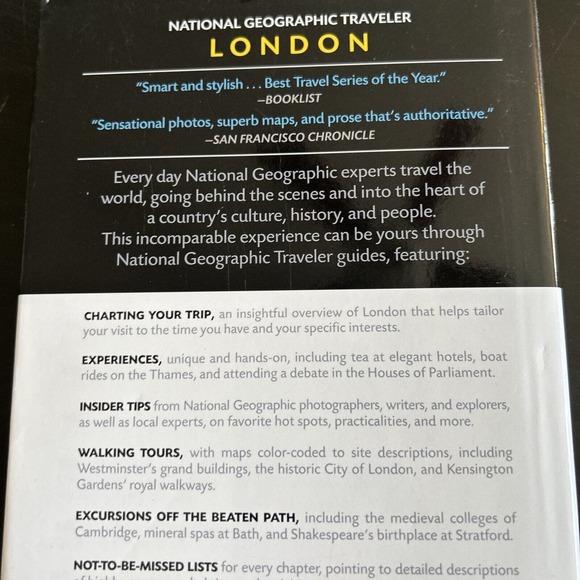 NATIONAL GEOGRAPHIC TRAVELER
LONDON
"Smart and stylish . . . Best Travel Series of the Year."
—BOOKLIST
"Sensational photos, superb maps, and prose that's authoritative."
—SAN FRANCISCO CHRONICLE
Every day National Geographic experts travel the
world, going behind the scenes and into the heart of
a country's culture, history, and people.
This incomparable experience can be yours through
National Geographic Traveler guides, featuring:
CHARTING YOUR TRIP, an insightful overview of London that helps tailor
your visit to the time you have and your specific interests.
EXPERIENCES, unique and hands-on, including tea at elegant hotels, boat
rides on the Thames, and attending a debate in the Houses of Parliament.
INSIDER TIPS from National Geographic photographers, writers, and explorers,
as well as local experts, on favorite hot spots, practicalities, and more.
WALKING TOURS, with maps color-coded to site descriptions, including
Westminster's grand buildings, the historic City of London, and Kensington
Gardens' royal walkways.
EXCURSIONS OFF THE BEATEN PATH, including the medieval colleges of
Cambridge, mineral spas at Bath, and Shakespeare's birthplace at Stratford.
NOT-TO-BE-MISSED LISTS for every chapter, pointing to detailed descriptions